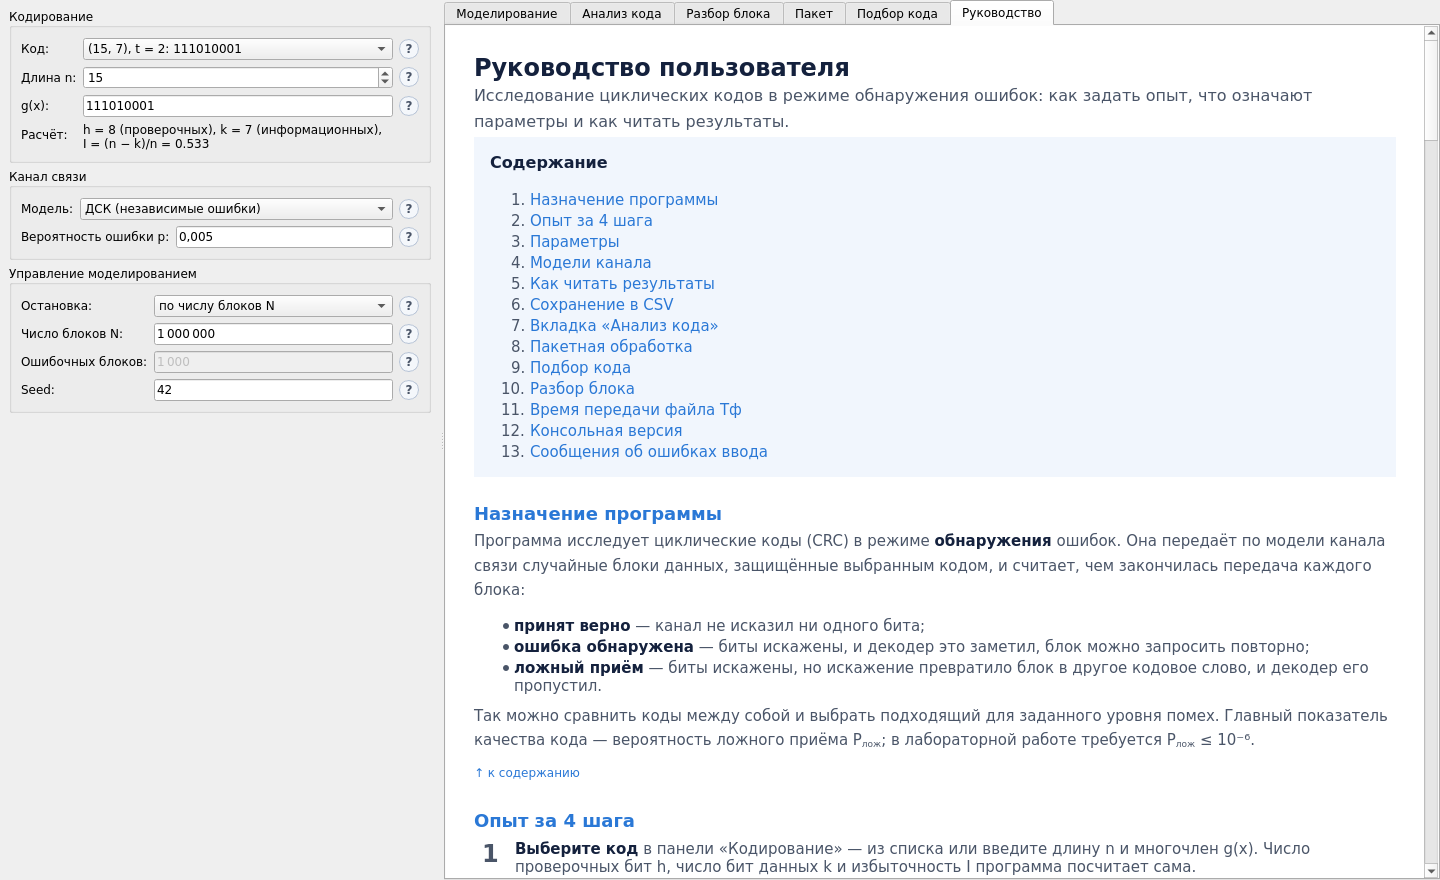 Кодирование
Код:
(15, 7), t = 2: 111010001
?
Длина n:
15
?
g(x):
111010001
?
Расчёт:
h = 8 (проверочных), k = 7 (информационных),
I = (n − k)/n = 0.533
Канал связи
Модель:
ДСК (независимые ошибки)
?
Вероятность ошибки p:
0,005
?
Управление моделированием
Остановка:
по числу блоков N
?
Число блоков N:
1 000 000
?
Ошибочных блоков:
1 000
?
Seed:
42
?
Моделирование
Анализ кода
Разбор блока
Пакет
Подбор кода
Руководство
Руководство пользователя
Исследование циклических кодов в режиме обнаружения ошибок: как задать опыт, что означают
параметры и как читать результаты.
Содержание
1. Назначение программы
2. Опыт за 4 шага
3. Параметры
4. Модели канала
5. Как читать результаты
6. Сохранение в CSV
7. Вкладка «Анализ кода»
8. Пакетная обработка
9. Подбор кода
10. Разбор блока
11. Время передачи файла Tф
12. Консольная версия
13. Сообщения об ошибках ввода
Назначение программы
Программа исследует циклические коды (CRC) в режиме обнаружения ошибок. Она передаёт по модели канала
связи случайные блоки данных, защищённые выбранным кодом, и считает, чем закончилась передача каждого
блока:
• принят верно — канал не исказил ни одного бита;
• ошибка обнаружена — биты искажены, и декодер это заметил, блок можно запросить повторно;
• ложный приём — биты искажены, но искажение превратило блок в другое кодовое слово, и декодер его
пропустил.
Так можно сравнить коды между собой и выбрать подходящий для заданного уровня помех. Главный показатель
качества кода — вероятность ложного приёма Pлож; в лабораторной работе требуется Pлож ≤ 10⁻⁶.
↑ к содержанию
Опыт за 4 шага
1
Выберите код в панели «Кодирование» — из списка или введите длину n и многочлен g(x). Число
проверочных бит h, число бит данных k и избыточность I программа посчитает сама.